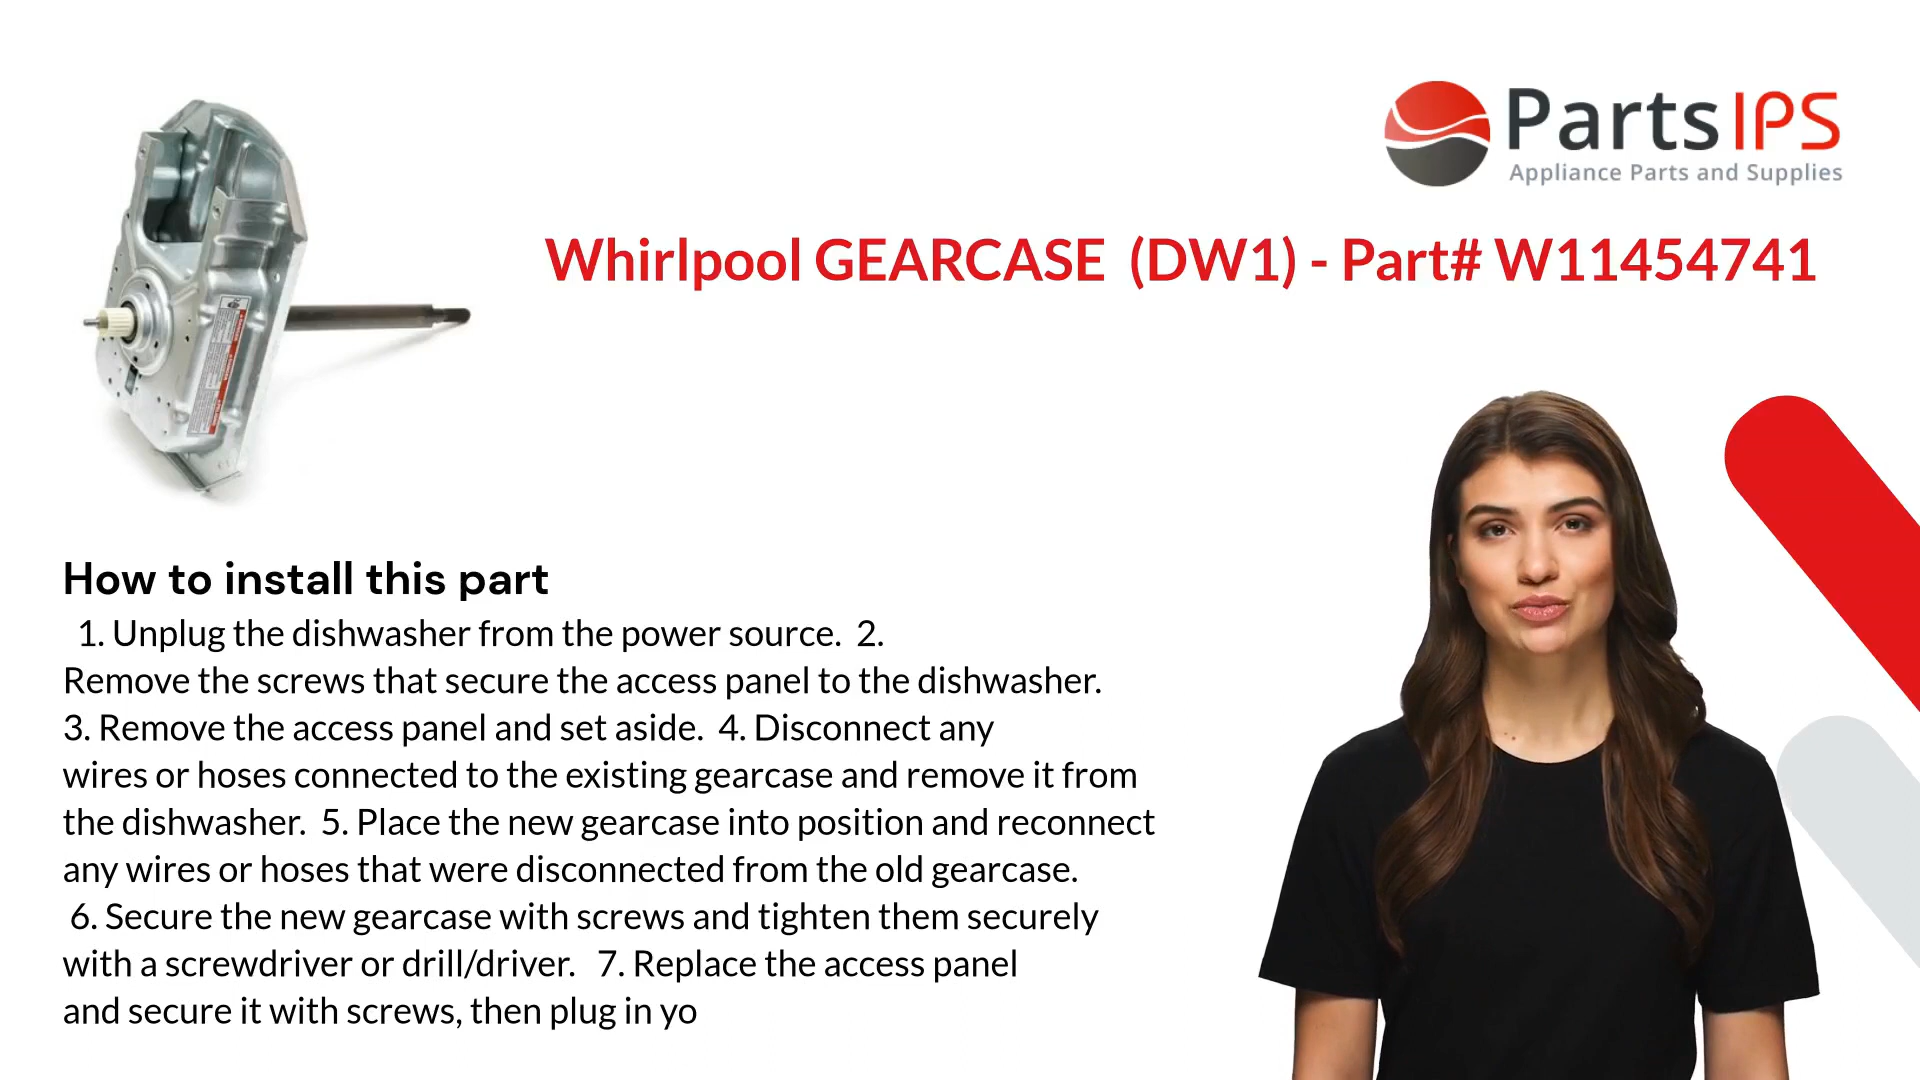 Parts IPS
Appliance Parts and Supplies
Whirlpool GEARCASE (DW1) - Part# W11454741
How to install this part
1. Unplug the dishwasher from the power source. 2.
Remove the screws that secure the access panel to the dishwasher.
3. Remove the access panel and set aside. 4. Disconnect any
wires or hoses connected to the existing gearcase and remove it from
the dishwasher. 5. Place the new gearcase into position and reconnect
any wires or hoses that were disconnected from the old gearcase.
6. Secure the new gearcase with screws and tighten them securely
with a screwdriver or drill/driver. 7. Replace the access panel
and secure it with screws, then plug in yo